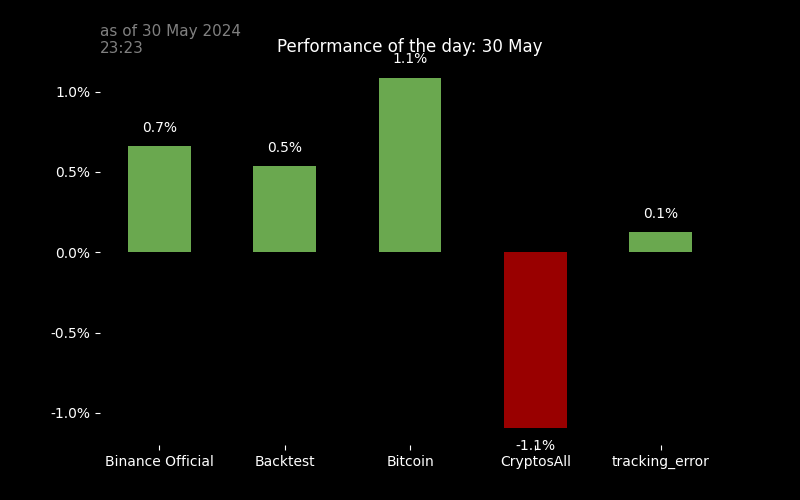 as of 30 May 2024
23:23
Performance of the day: 30 May
1.1%
1.0%
0.7%
0.5%
0.5%
0.1%
0.0%
-0.5%
-1.0%
-1.1%
Binance Official
Backtest
Bitcoin
CryptosAll
tracking_error